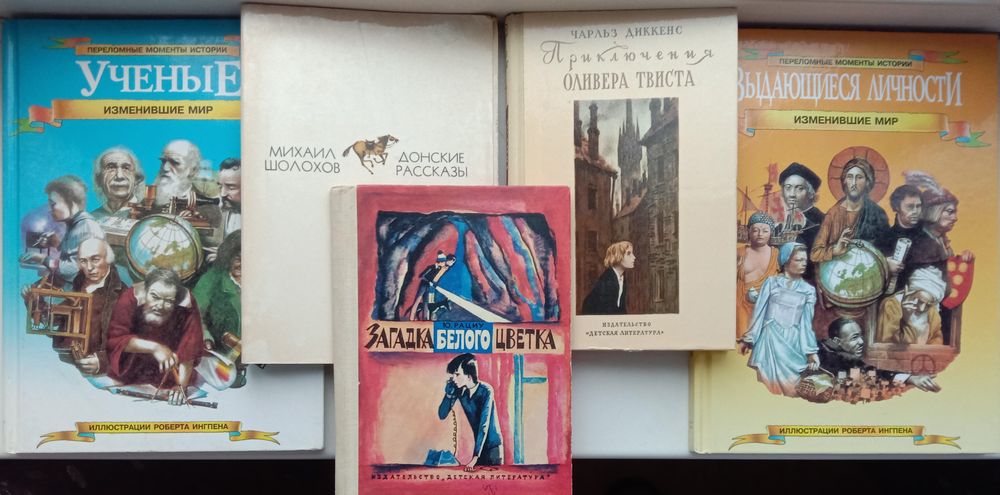 ПЕРЕЛОМНЫЕ МОМЕНТЫ ИСТОРИИ
УЧЕНЫЕ
ИЗМЕНИВШИЕ МИР
ИЛЛЮСТРАЦИИ РОБЕРТА ИНГПЕНА
МИХАИЛ
ШОЛОХОВ
ДОНСКИЕ
РАССКАЗЫ
Ю. РАЦИУ
ЗАГАДКА БЕЛОГО ЦВЕТКА
ИЗДАТЕЛЬСТВО „ДЕТСКАЯ ЛИТЕРАТУРА"
ЧАРЛЬЗ ДИККЕНС
Приключения
ОЛИВЕРА ТВИСТА
ИЗДАТЕЛЬСТВО
"ДЕТСКАЯ ЛИТЕРАТУРА"
ПЕРЕЛОМНЫЕ МОМЕНТЫ ИСТОРИИ
ВЫДАЮЩИЕСЯ ЛИЧНОСТИ
ИЗМЕНИВШИЕ МИР
ИЛЛЮСТРАЦИИ РОБЕРТА ИНГПЕНА